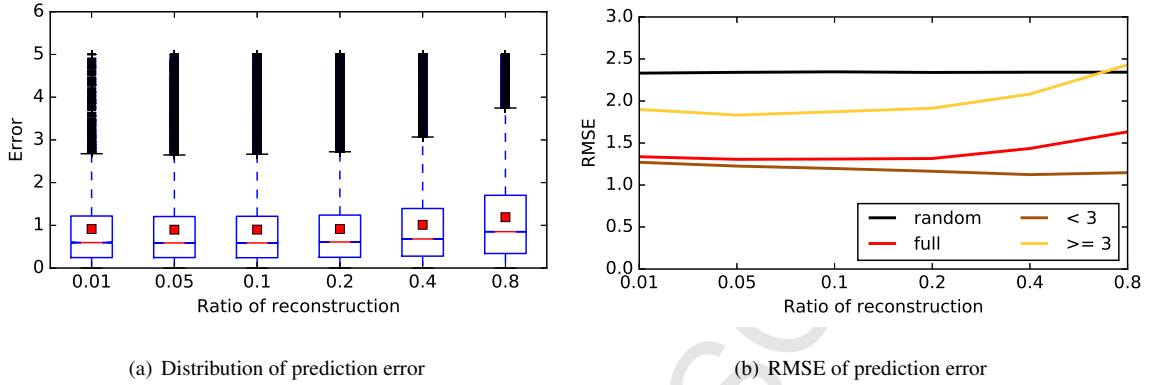 6
5
4
3
2
1
0
Error
0.01 0.05 0.1 0.2 0.4 0.8
Ratio of reconstruction
(a) Distribution of prediction error
3.0
2.5
2.0
1.5
1.0
0.5
0.0
RMSE
random < 3
full >= 3
0.01 0.05 0.1 0.2 0.4 0.8
Ratio of reconstruction
(b) RMSE of prediction error